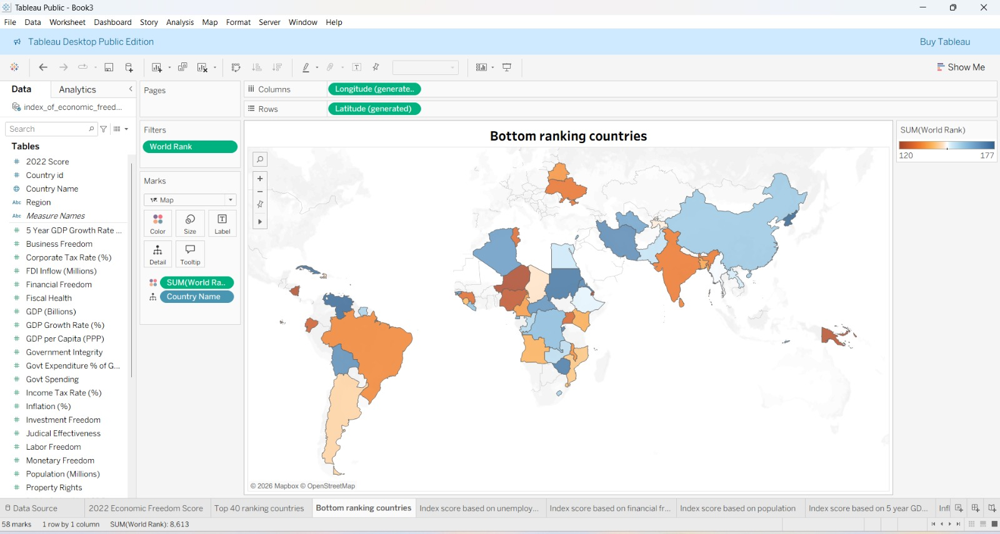 Tableau Public - Book3
File Data Worksheet Dashboard Story Analysis Map Format Server Window Help
Tableau Desktop Public Edition
Buy Tableau
Show Me
Data
Analytics
index_of_economic_freed...
Search
Tables
# 2022 Score
# Country id
Country Name
Abc Region
Abc Measure Names
# 5 Year GDP Growth Rate ...
# Business Freedom
# Corporate Tax Rate (%)
# FDI Inflow (Millions)
# Financial Freedom
# Fiscal Health
# GDP (Billions)
# GDP Growth Rate (%)
# GDP per Capita (PPP)
# Government Integrity
# Govt Expenditure % of G...
# Govt Spending
# Income Tax Rate (%)
# Inflation (%)
# Investment Freedom
# Judical Effectiveness
# Labor Freedom
# Monetary Freedom
# Population (Millions)
# Property Rights
Pages
Filters
World Rank
Marks
Map
Color
Size
Label
Detail
Tooltip
SUM(World Ra..
Country Name
Columns
Longitude (generate..
Rows
Latitude (generated)
Bottom ranking countries
© 2026 Mapbox © OpenStreetMap
SUM(World Rank)
120
177
Data Source
2022 Economic Freedom Score
Top 40 ranking countries
Bottom ranking countries
Index score based on unemploy...
Index score based on financial fr...
Index score based on population
Index score based on 5 year GD...
Infl
58 marks
1 row by 1 column
SUM(World Rank): 8,613